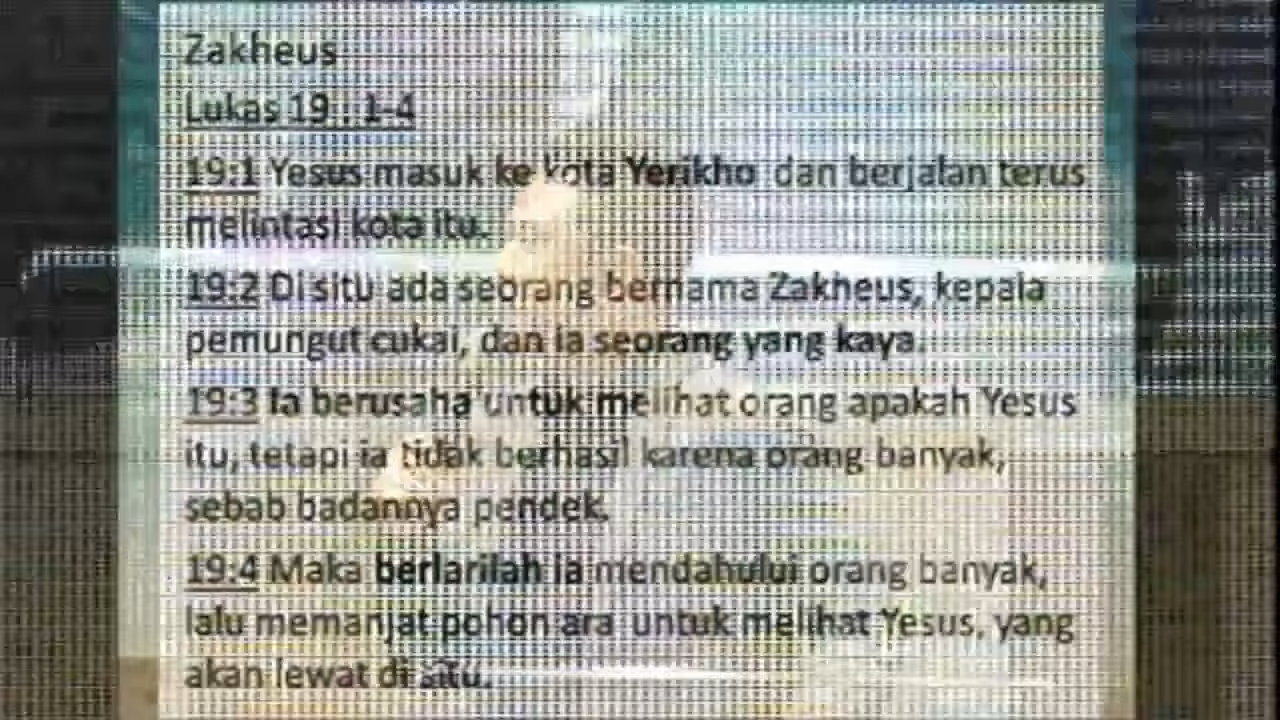 Zakheus
Lukas 19 : 1-4
19:1 Yesus masuk ke kota Yerikho dan berjalan terus
melintasi kota itu.
19:2 Di situ ada seorang bernama Zakheus, kepala
pemungut cukai, dan ia seorang yang kaya.
19:3 Ia berusaha untuk melihat orang apakah Yesus
itu, tetapi ia tidak berhasil karena orang banyak,
sebab badannya pendek.
19:4 Maka berlarilah ia mendahului orang banyak,
lalu memanjat pohon ara untuk melihat Yesus, yang
akan lewat di situ.